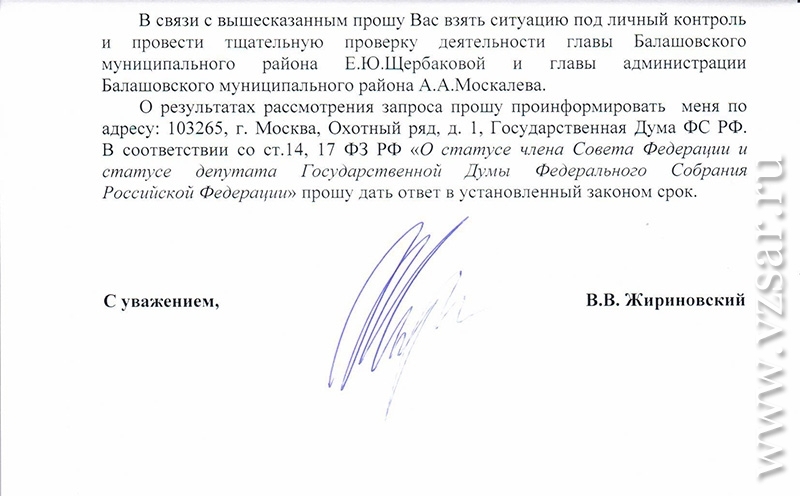 В связи с вышесказанным прошу Вас взять ситуацию под личный контроль
и провести тщательную проверку деятельности главы Балашовского
муниципального района Е.Ю.Щербаковой и главы администрации
Балашовского муниципального района А.А.Москалева.
О результатах рассмотрения запроса прошу проинформировать меня по
адресу: 103265, г. Москва, Охотный ряд, д. 1, Государственная Дума ФС РФ.
В соответствии со ст.14, 17 ФЗ РФ «О статусе члена Совета Федерации и
статусе депутата Государственной Думы Федерального Собрания
Российской Федерации» прошу дать ответ в установленный законом срок.
С уважением,
В.В. Жириновский
www.vzsar.ru